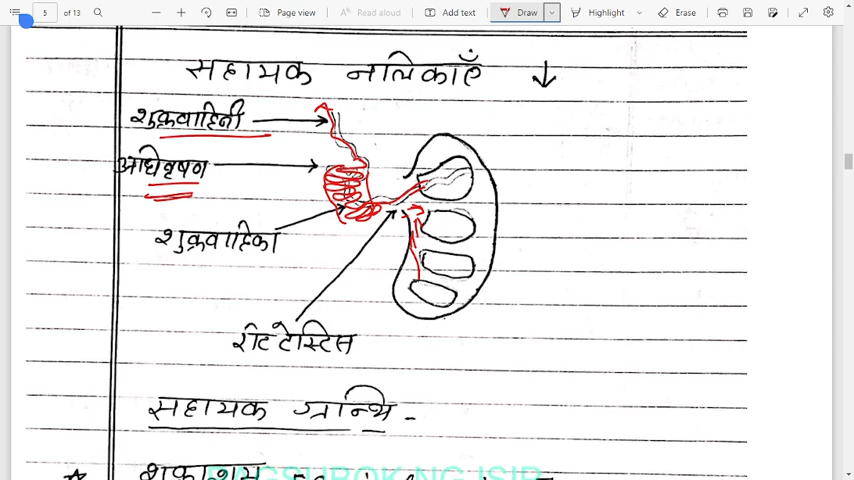 5 of 13
Page view
Read aloud
Add text
Draw
Highlight
Erase
सहायक नलिकाएँ ↓
शुक्रवाहिनी
अधिवृषण
शुक्रवाहिका
रीट टेस्टिस
सहायक ग्रन्थि -
शुक्राशय